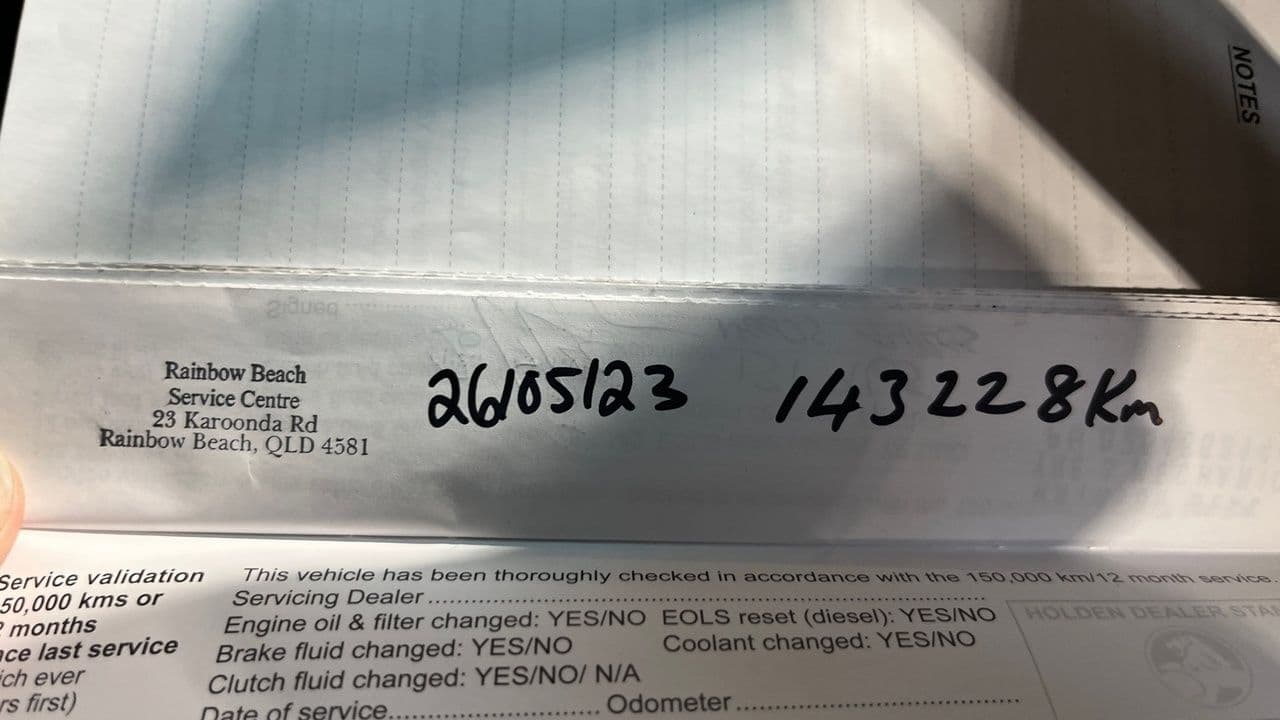 NOTES
Rainbow Beach
Service Centre
23 Karoonda Rd
Rainbow Beach, QLD 4581
26/05/23 143228Km
Service validation
50,000 kms or
months
last service
ever
first)
This vehicle has been thoroughly checked in accordance with the 150,000 km/12 month service.
Servicing Dealer
Engine oil & filter changed: YES/NO EOLS reset (diesel): YES/NO
Brake fluid changed: YES/NO Coolant changed: YES/NO
Clutch fluid changed: YES/NO/ N/A
Date of service.................... Odometer....................
HOLDEN DEALER